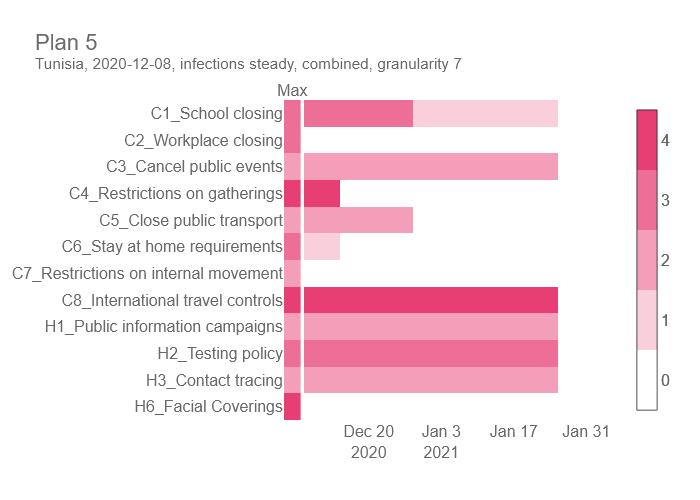 Plan 5
Tunisia, 2020-12-08, infections steady, combined, granularity 7
Max
C1_School closing
C2_Workplace closing
C3_Cancel public events
C4_Restrictions on gatherings
C5_Close public transport
C6_Stay at home requirements
C7_Restrictions on internal movement
C8_International travel controls
H1_Public information campaigns
H2_Testing policy
H3_Contact tracing
H6_Facial Coverings
4
3
2
1
0
Dec 20 Jan 3 Jan 17 Jan 31
2020 2021